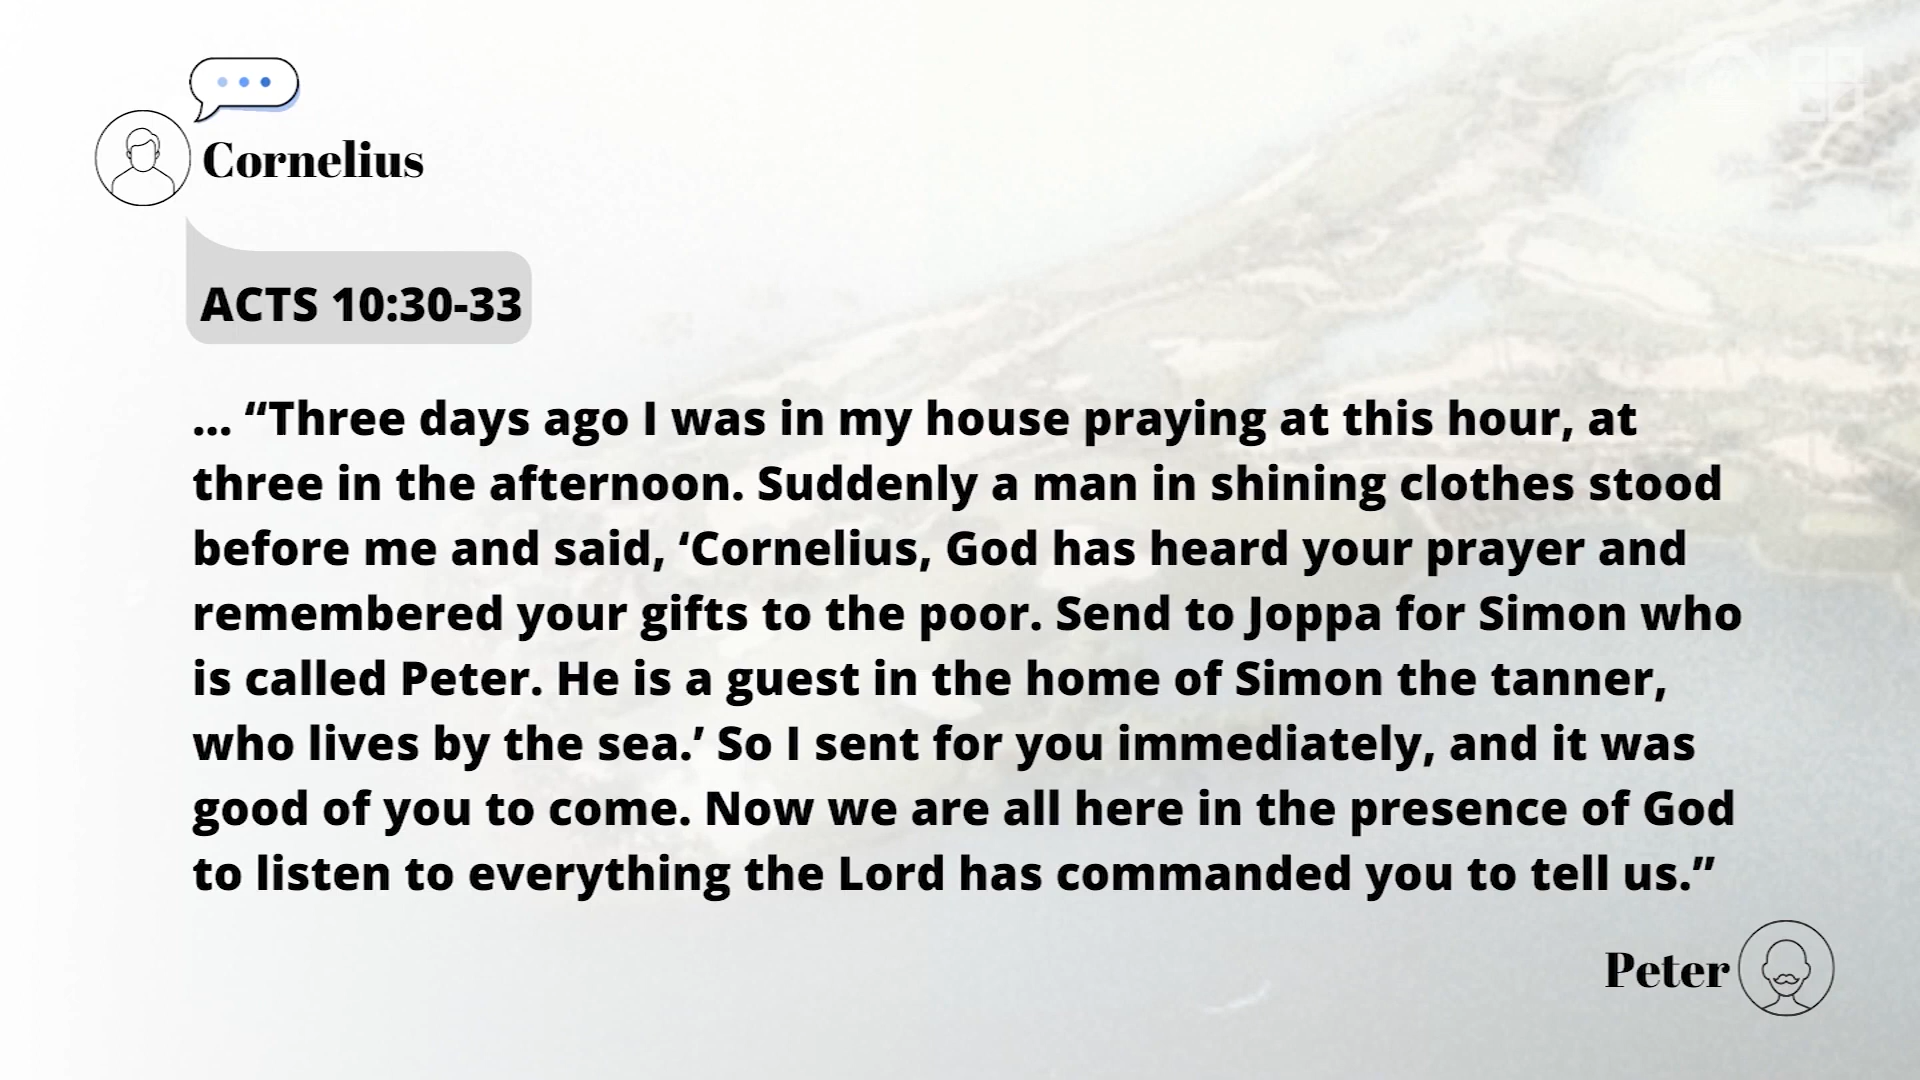 Cornelius
ACTS 10:30-33
... “Three days ago I was in my house praying at this hour, at
three in the afternoon. Suddenly a man in shining clothes stood
before me and said, ‘Cornelius, God has heard your prayer and
remembered your gifts to the poor. Send to Joppa for Simon who
is called Peter. He is a guest in the home of Simon the tanner,
who lives by the sea.’ So I sent for you immediately, and it was
good of you to come. Now we are all here in the presence of God
to listen to everything the Lord has commanded you to tell us.”
Peter